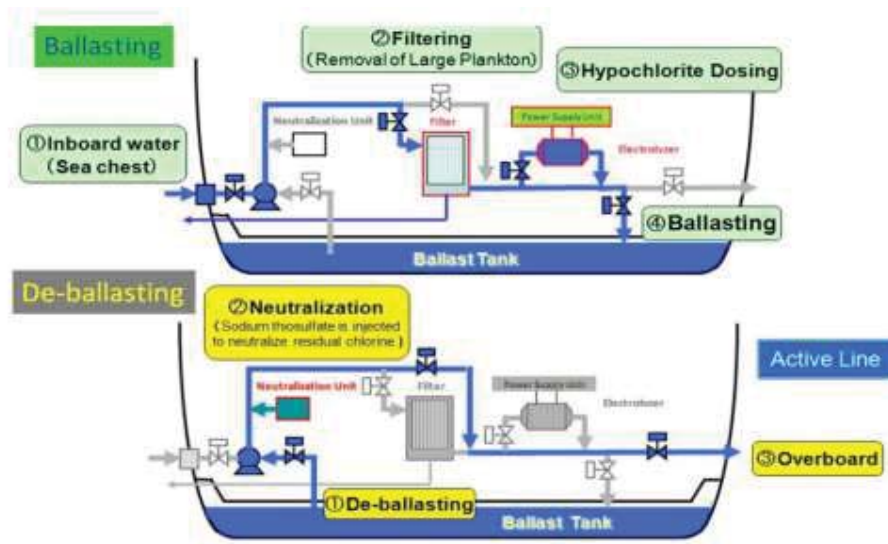 Ballasting
②Filtering
(Removal of Large Plankton)
③Hypochlorite Dosing
Neutralization Unit
Filter
Power Supply Unit
①Inboard water
(Sea chest)
Electrolyzer
④Ballasting
Ballast Tank
De-ballasting
②Neutralization
(Sodium thiosulfate is injected
to neutralize residual chlorine)
Active Line
Neutralization Unit
Filter
Power Supply Unit
Electrolyzer
③Overboard
①De-ballasting
Ballast Tank